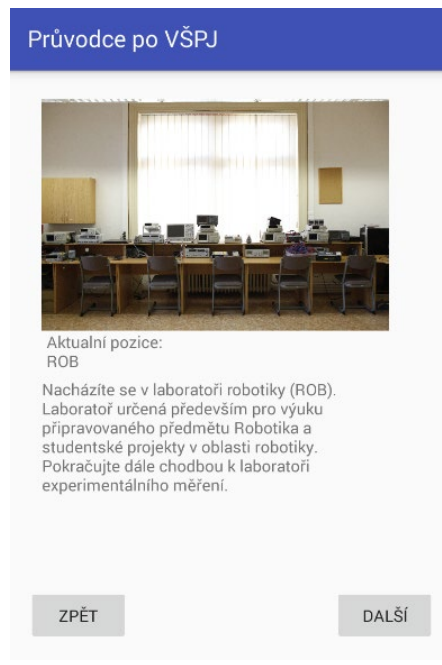 Průvodce po VŠPJ
Aktualní pozice:
ROB
Nacházíte se v laboratoři robotiky (ROB).
Laboratoř určená především pro výuku
připravovaného předmětu Robotika a
studentské projekty v oblasti robotiky.
Pokračujte dále chodbou k laboratoři
experimentálního měření.
ZPĚT
DALŠÍ